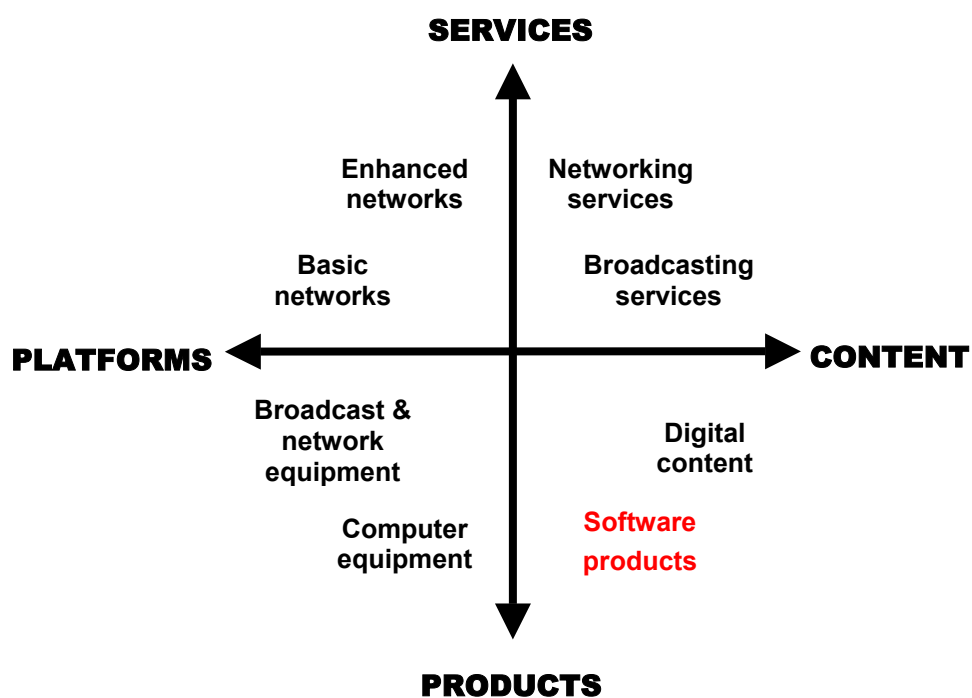 SERVICES
Enhanced
networks
Networking
services
Basic
networks
Broadcasting
services
PLATFORMS
CONTENT
Broadcast &
network
equipment
Digital
content
Computer
equipment
Software
products
PRODUCTS